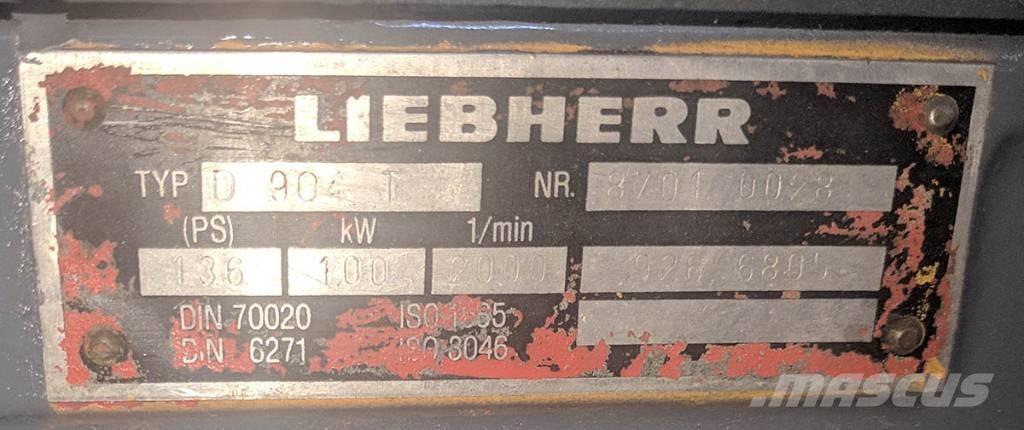 LIEBHERR
TYP D 904 T NR. 8701 0028
(PS) kW 1/min
136 100 2000 926 6805
DIN 70020 ISO
DIN 6271 ISO 3046
MASCUS